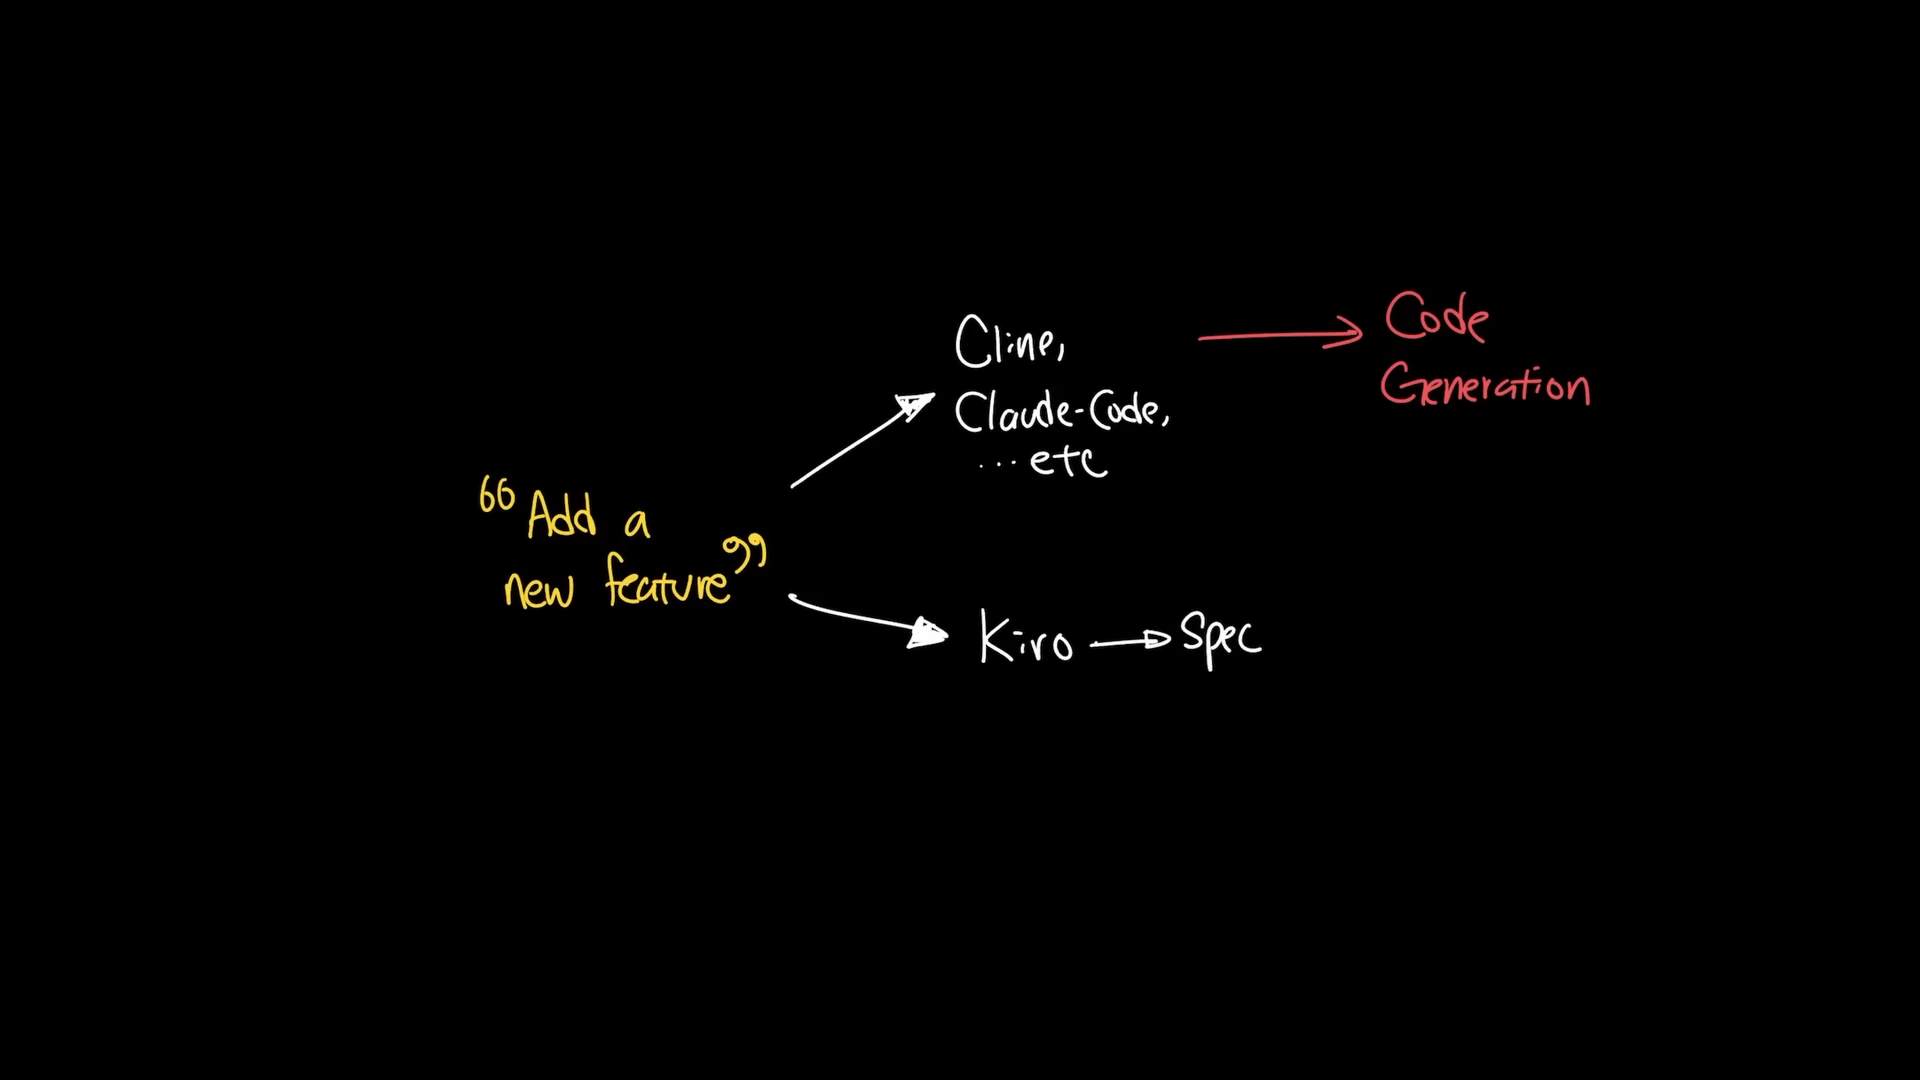 “Add a
new feature”
Cline,
Claude-Code,
...etc
Code
Generation
Kiro
Spec